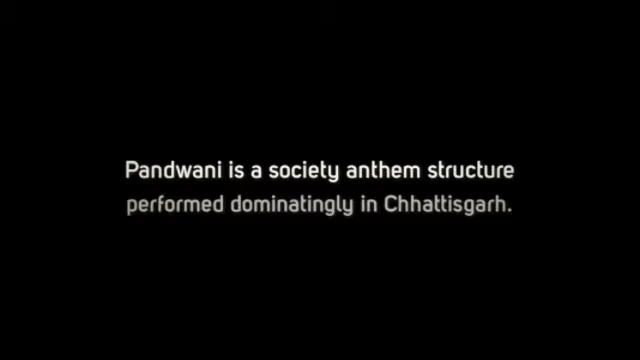 Pandwani is a society anthem structure
performed dominatingly in Chhattisgarh.